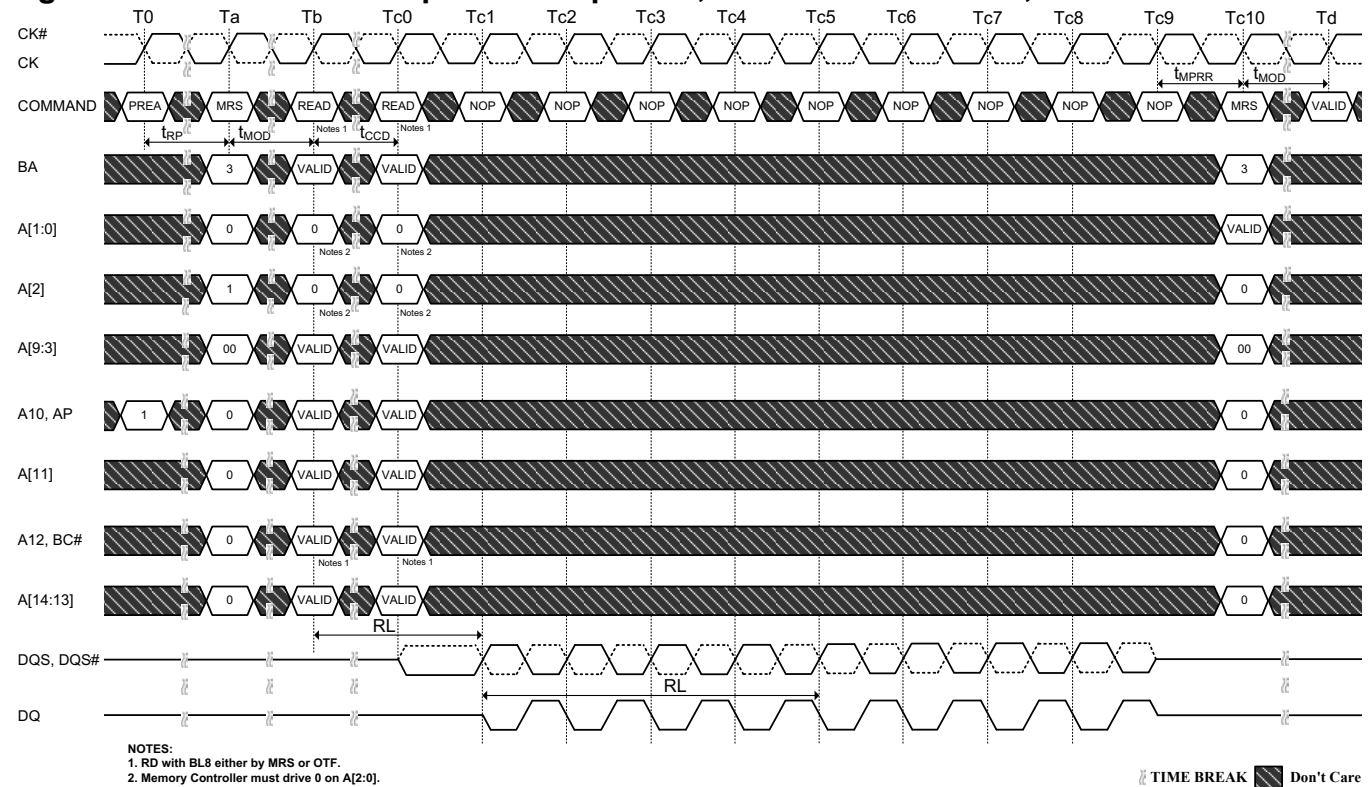 T0 Ta Tb Tc0 Tc1 Tc2 Tc3 Tc4 Tc5 Tc6 Tc7 Tc8 Tc9 Tc10 Td
CK#
CK
tMPRR tMOD
COMMAND PREA MRS READ READ NOP NOP NOP NOP NOP NOP NOP NOP NOP MRS VALID
Notes 1 Notes 1
tRP tMOD tCCD
BA 3 VALID VALID 3
A[1:0] 0 0 0 VALID
Notes 2 Notes 2
A[2] 1 0 0 0
Notes 2 Notes 2
A[9:3] 00 VALID VALID 00
A10, AP 1 0 VALID VALID 0
A[11] 0 VALID VALID 0
A12, BC# 0 VALID VALID 0
Notes 1 Notes 1
A[14:13] 0 VALID VALID 0
RL
DQS, DQS#
RL
DQ
NOTES:
1. RD with BL8 either by MRS or OTF.
2. Memory Controller must drive 0 on A[2:0].
TIME BREAK Don't Care